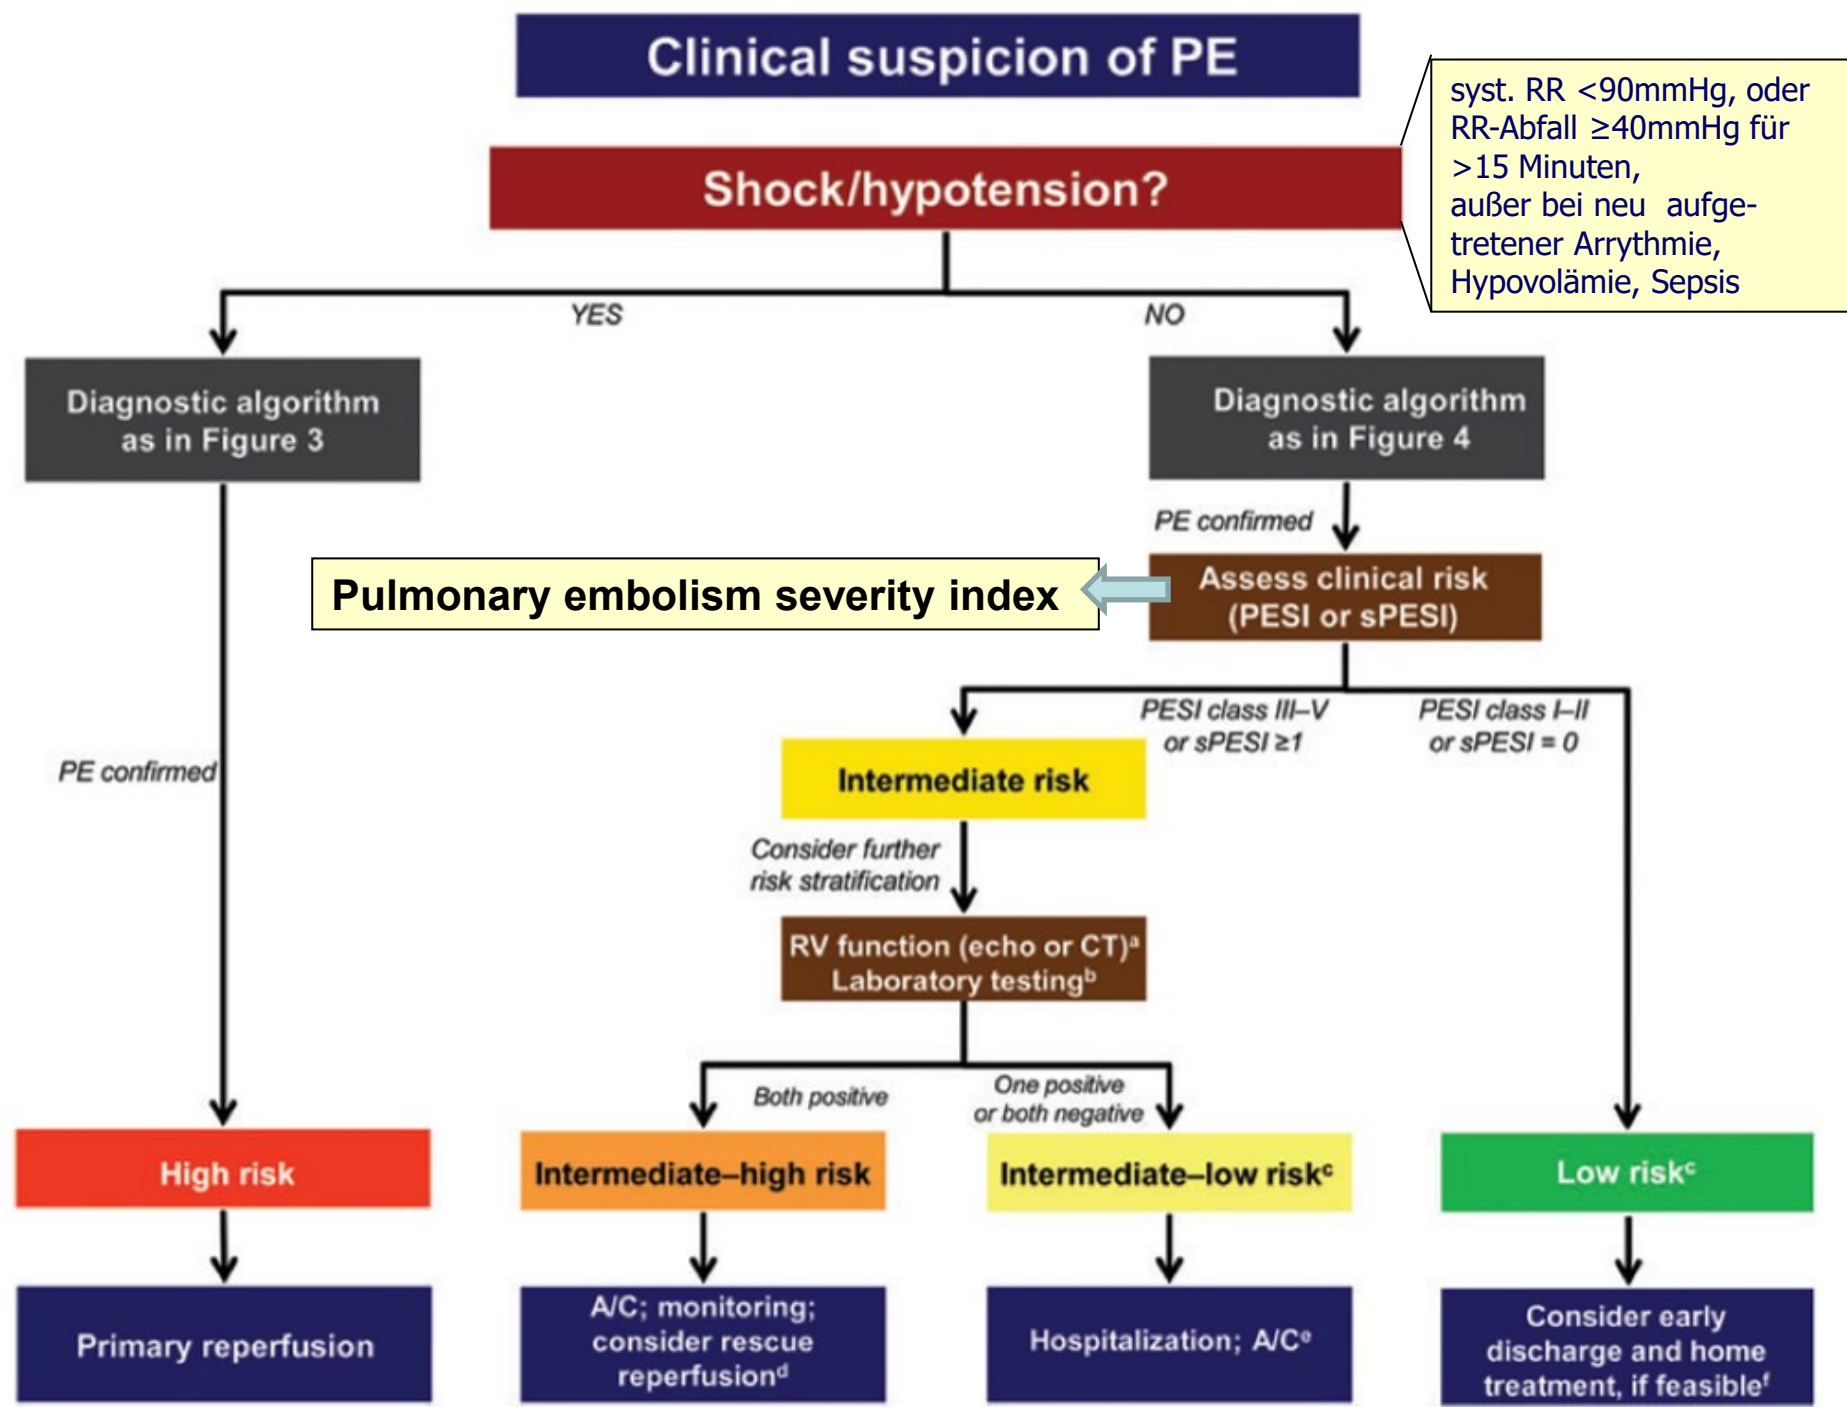 Clinical suspicion of PE
syst. RR <90mmHg, oder
RR-Abfall ≥40mmHg für
>15 Minuten,
außer bei neu aufge-
tretener Arrythmie,
Hypovolämie, Sepsis
Shock/hypotension?
YES
NO
Diagnostic algorithm
as in Figure 3
Diagnostic algorithm
as in Figure 4
PE confirmed
Pulmonary embolism severity index
Assess clinical risk
(PESI or sPESI)
PESI class III–V
or sPESI ≥1
PESI class I–II
or sPESI = 0
PE confirmed
Intermediate risk
Consider further
risk stratification
RV function (echo or CT)ᵃ
Laboratory testingᵇ
Both positive
One positive
or both negative
High risk
Intermediate–high risk
Intermediate–low riskᶜ
Low riskᶜ
Primary reperfusion
A/C; monitoring;
consider rescue
reperfusionᵈ
Hospitalization; A/Cᵉ
Consider early
discharge and home
treatment, if feasibleᶠ